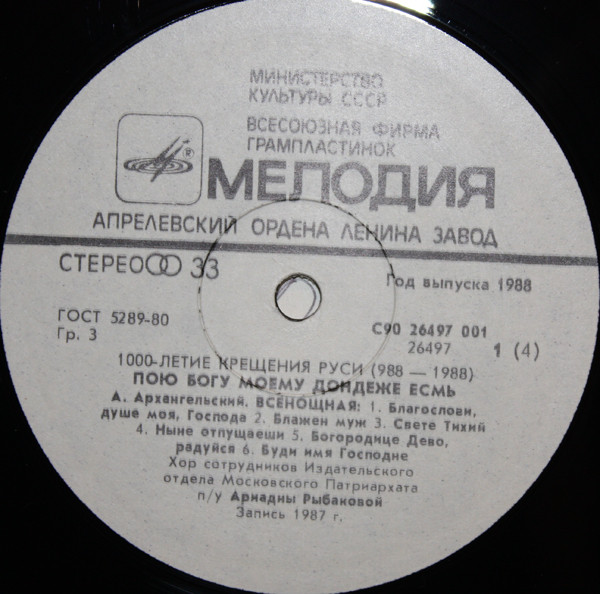 МИНИСТЕРСТВО
КУЛЬТУРЫ СССР
ВСЕСОЮЗНАЯ ФИРМА
ГРАМПЛАСТИНОК
МЕЛОДИЯ
АПРЕЛЕВСКИЙ ОРДЕНА ЛЕНИНА ЗАВОД
СТЕРЕО 33
Год выпуска 1988
ГОСТ 5289-80
Гр. 3
С90 26497 001
26497 1 (4)
1000-ЛЕТИЕ КРЕЩЕНИЯ РУСИ (988 — 1988)
ПОЮ БОГУ МОЕМУ ДОНДЕЖЕ ЕСМЬ
А. Архангельский. ВСЕНОЩНАЯ: 1. Благослови,
душе моя, Господа 2. Блажен муж 3. Свете Тихий
4. Ныне отпущаеши 5. Богородице Дево,
радуйся 6. Буди имя Господне
Хор сотрудников Издательского
отдела Московского Патриархата
п/у Ариадны Рыбаковой
Запись 1987 г.